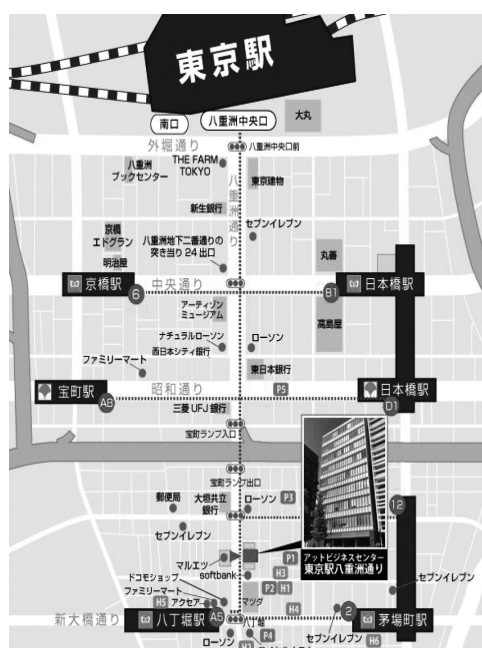 東京駅
南口
八重洲中央口
大丸
外堀通り
八重洲中央口前
八重洲
ブックセンター
THE FARM
TOKYO
八重洲通り
東京建物
新生銀行
セブンイレブン
京橋
エドグラン
八重洲地下二番通りの
突き当り 24 出口
丸善
明治屋
京橋駅
6
中央通り
B1
日本橋駅
アーティゾン
ミュージアム
高島屋
ナチュラルローソン
西日本シティ銀行
ローソン
ファミリーマート
東日本銀行
宝町駅
昭和通り
P5
日本橋駅
A8
D1
三菱 UFJ 銀行
宝町ランプ入口
宝町ランプ出口
郵便局
大垣共立
銀行
ローソン
P3
12
セブンイレブン
マルエツ
P1
アットビジネスセンター
東京駅八重洲通り
softbank
H3
ドコモショップ
P2
H1
セブンイレブン
ファミリーマート
H5
アクセア
マツダ
H4
新大橋通り
八丁堀駅
A5
八丁堀
2
茅場町駅
ローソン
P4
セブンイレブン
H6